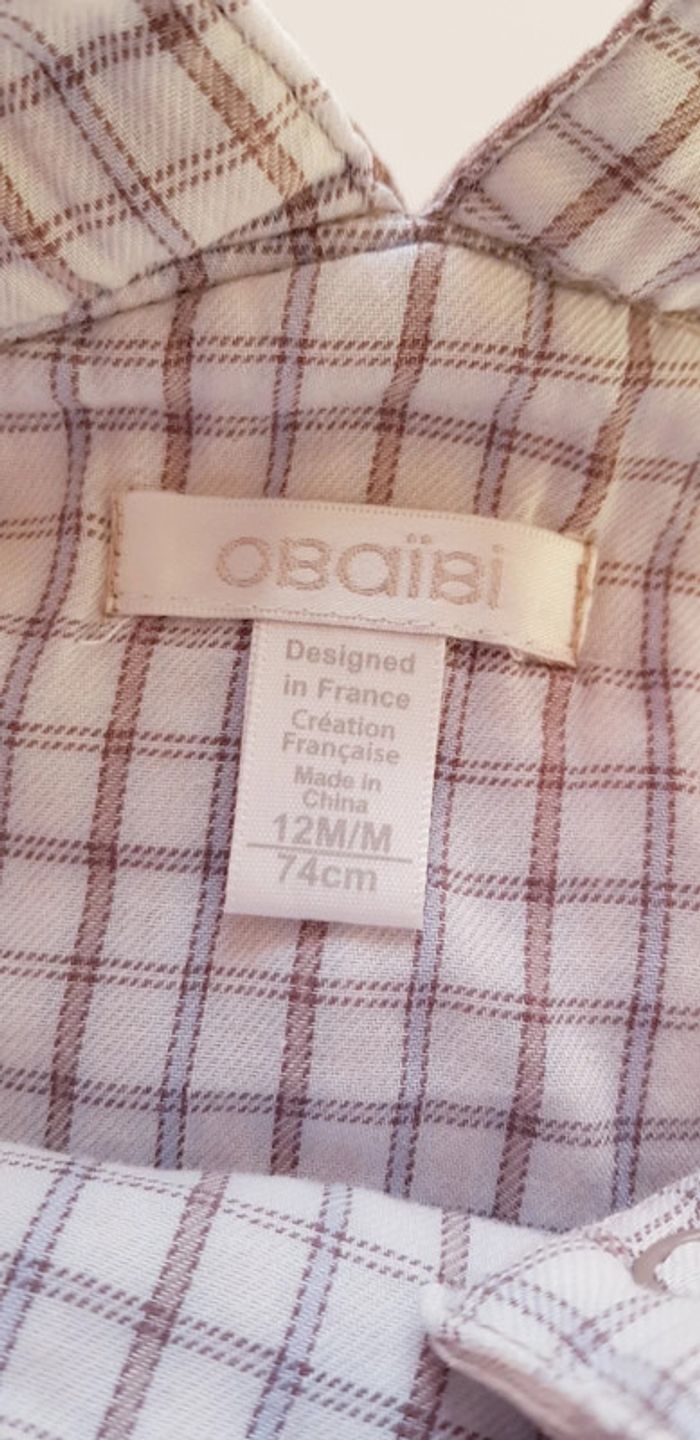 OBaïBi
Designed
in France
Création
Française
Made in
China
12M/M
74cm